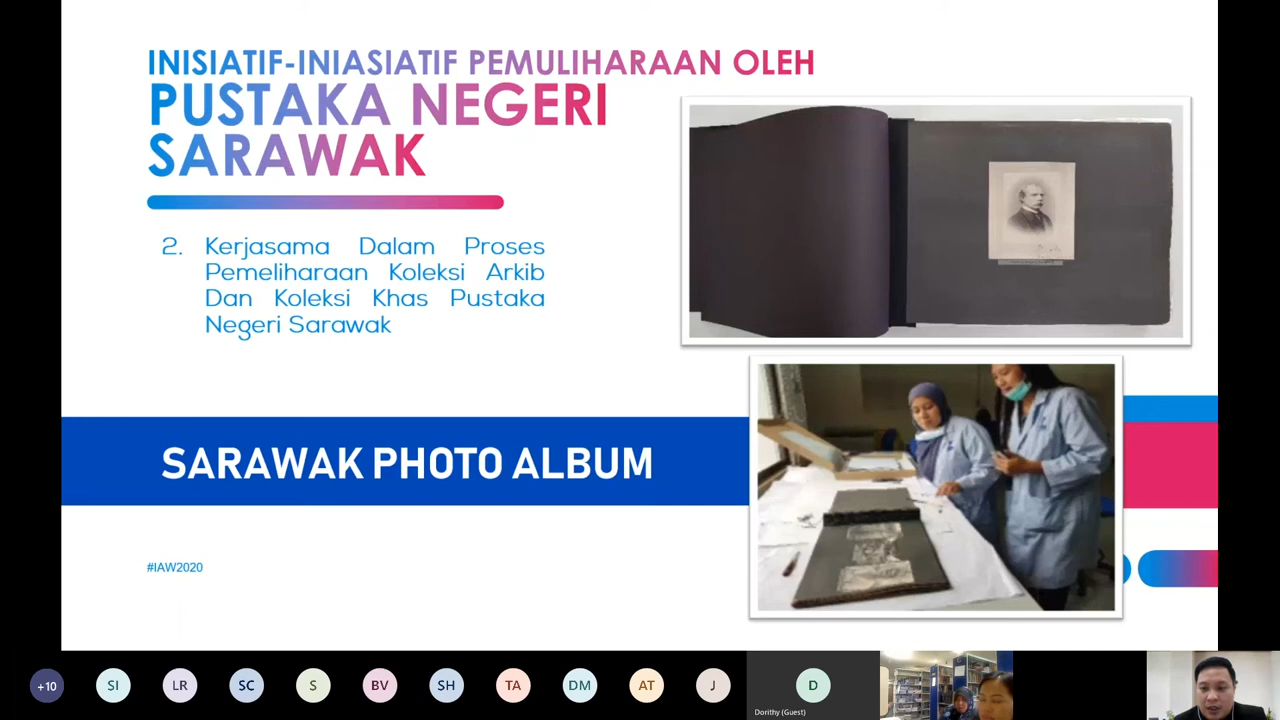 INISIATIF-INIASIATIF PEMULIHARAAN OLEH
PUSTAKA NEGERI
SARAWAK
2. Kerjasama Dalam Proses
Pemeliharaan Koleksi Arkib
Dan Koleksi Khas Pustaka
Negeri Sarawak
SARAWAK PHOTO ALBUM
#IAW2020
+10
SI
LR
SC
S
BV
SH
TA
DM
AT
J
D
Dorithy (Guest)